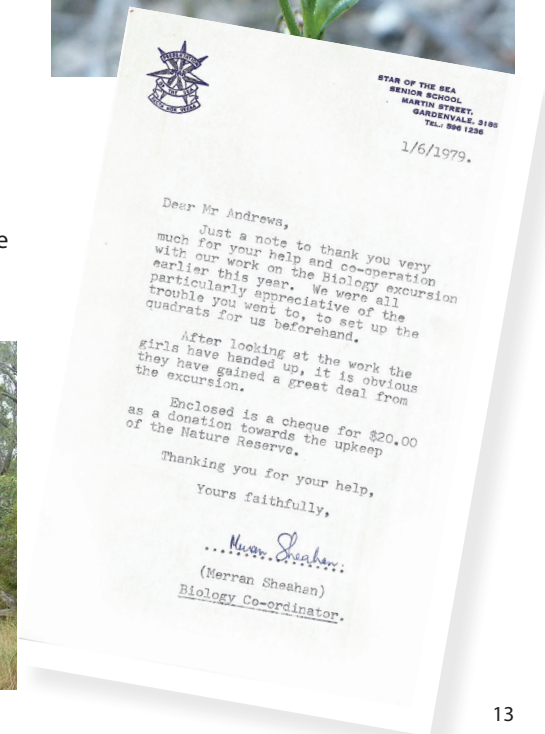 STAR OF THE SEA
SENIOR SCHOOL
MARTIN STREET,
GARDENVALE, 3185
TEL.: 596 1236
1/6/1979.
Dear Mr Andrews,
Just a note to thank you very
much for your help and co-operation
with our work on the Biology excursion
earlier this year. We were all
particularly appreciative of the
trouble you went to, to set up the
quadrats for us beforehand.
After looking at the work the
girls have handed up, it is obvious
they have gained a great deal from
the excursion.
Enclosed is a cheque for $20.00
as a donation towards the upkeep
of the Nature Reserve.
Thanking you for your help,
Yours faithfully,
Merran Sheahan.
(Merran Sheahan)
Biology Co-ordinator.
e
13